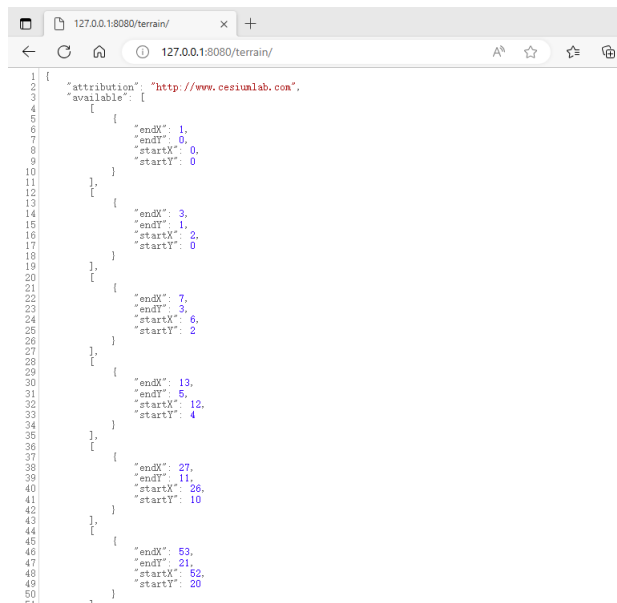 127.0.0.1:8080/terrain/
127.0.0.1:8080/terrain/
1 {
2 "attribution": "http://www.cesiumlab.com",
3 "available": [
4 [
5 {
6 "endX": 1,
7 "endY": 0,
8 "startX": 0,
9 "startY": 0
10 }
11 ],
12 [
13 {
14 "endX": 3,
15 "endY": 1,
16 "startX": 2,
17 "startY": 0
18 }
19 ],
20 [
21 {
22 "endX": 7,
23 "endY": 3,
24 "startX": 6,
25 "startY": 2
26 }
27 ],
28 [
29 {
30 "endX": 13,
31 "endY": 5,
32 "startX": 12,
33 "startY": 4
34 }
35 ],
36 [
37 {
38 "endX": 27,
39 "endY": 11,
40 "startX": 26,
41 "startY": 10
42 }
43 ],
44 [
45 {
46 "endX": 53,
47 "endY": 21,
48 "startX": 52,
49 "startY": 20
50 }